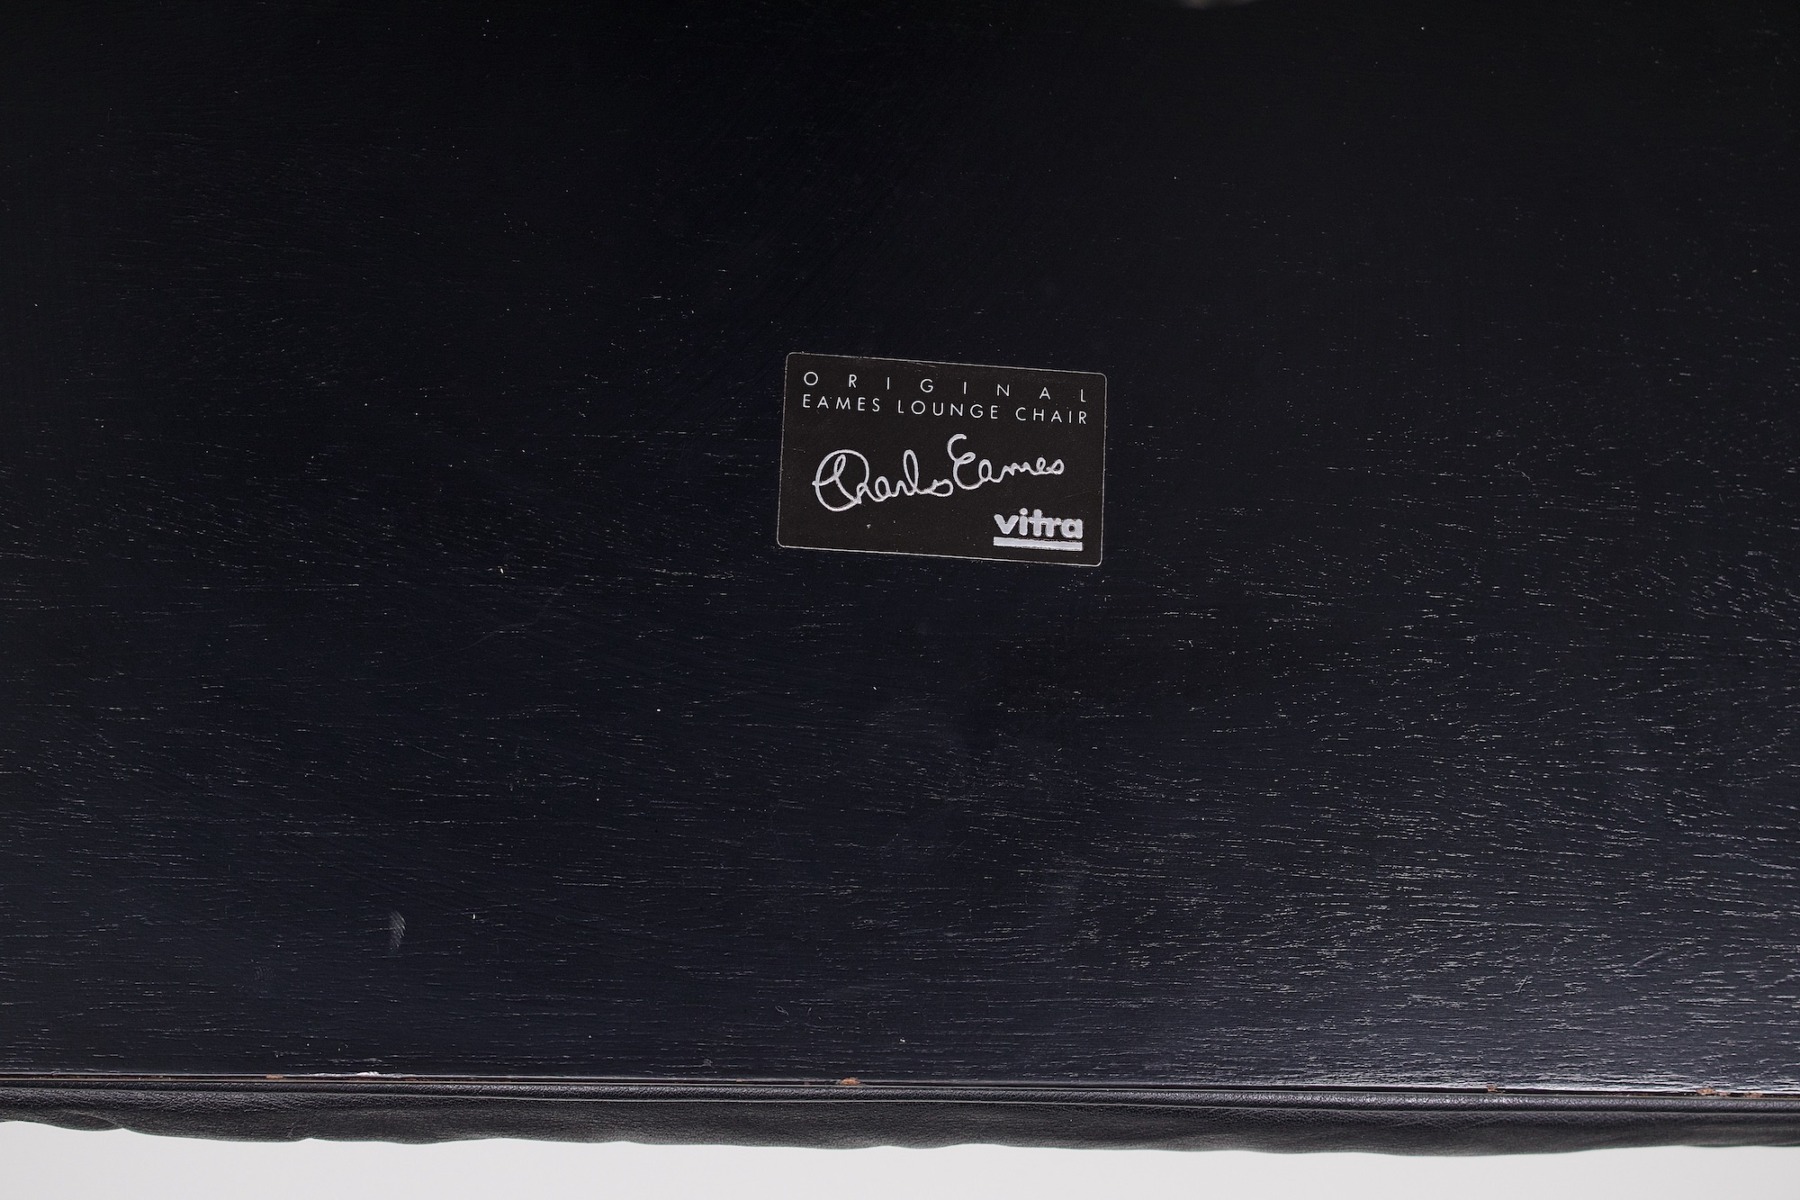 ORIGINAL
EAMES LOUNGE CHAIR
Charles Eames
vitra